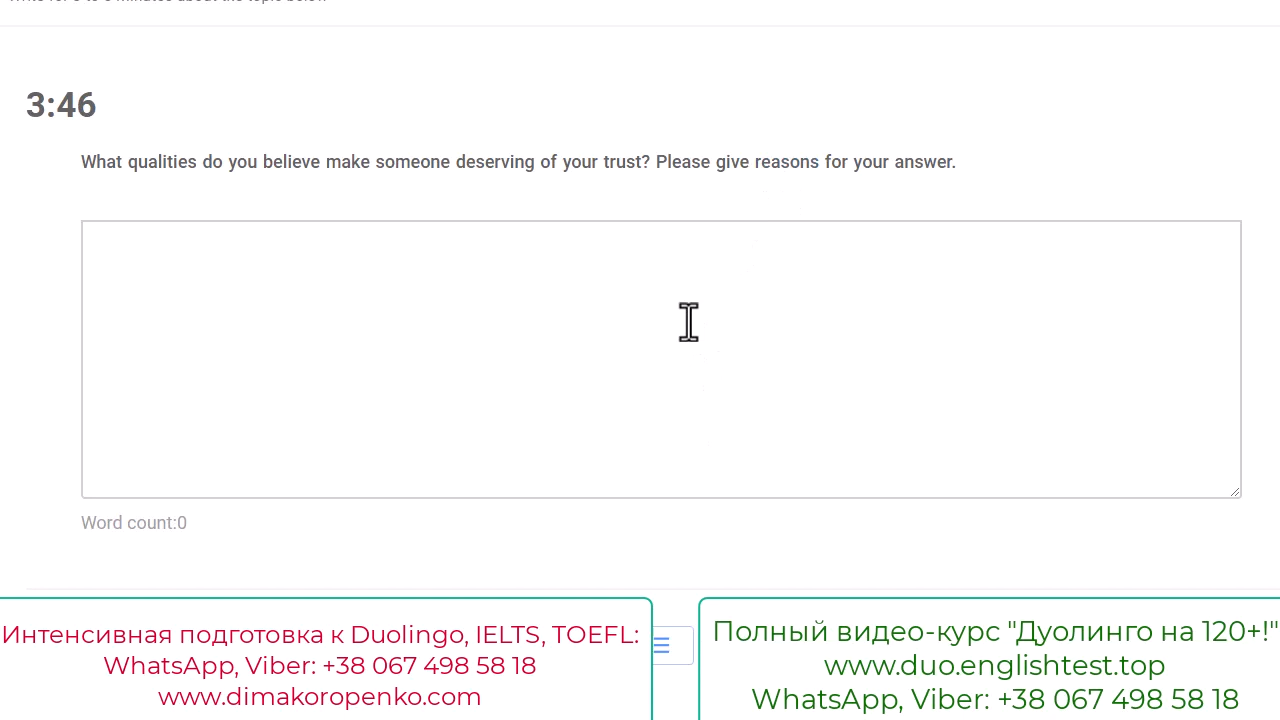 3:46
What qualities do you believe make someone deserving of your trust? Please give reasons for your answer.
Word count:0
Интенсивная подготовка к Duolingo, IELTS, TOEFL:
WhatsApp, Viber: +38 067 498 58 18
www.dimakoropenko.com
Полный видео-курс "Дуолинго на 120+!"
www.duo.englishtest.top
WhatsApp, Viber: +38 067 498 58 18